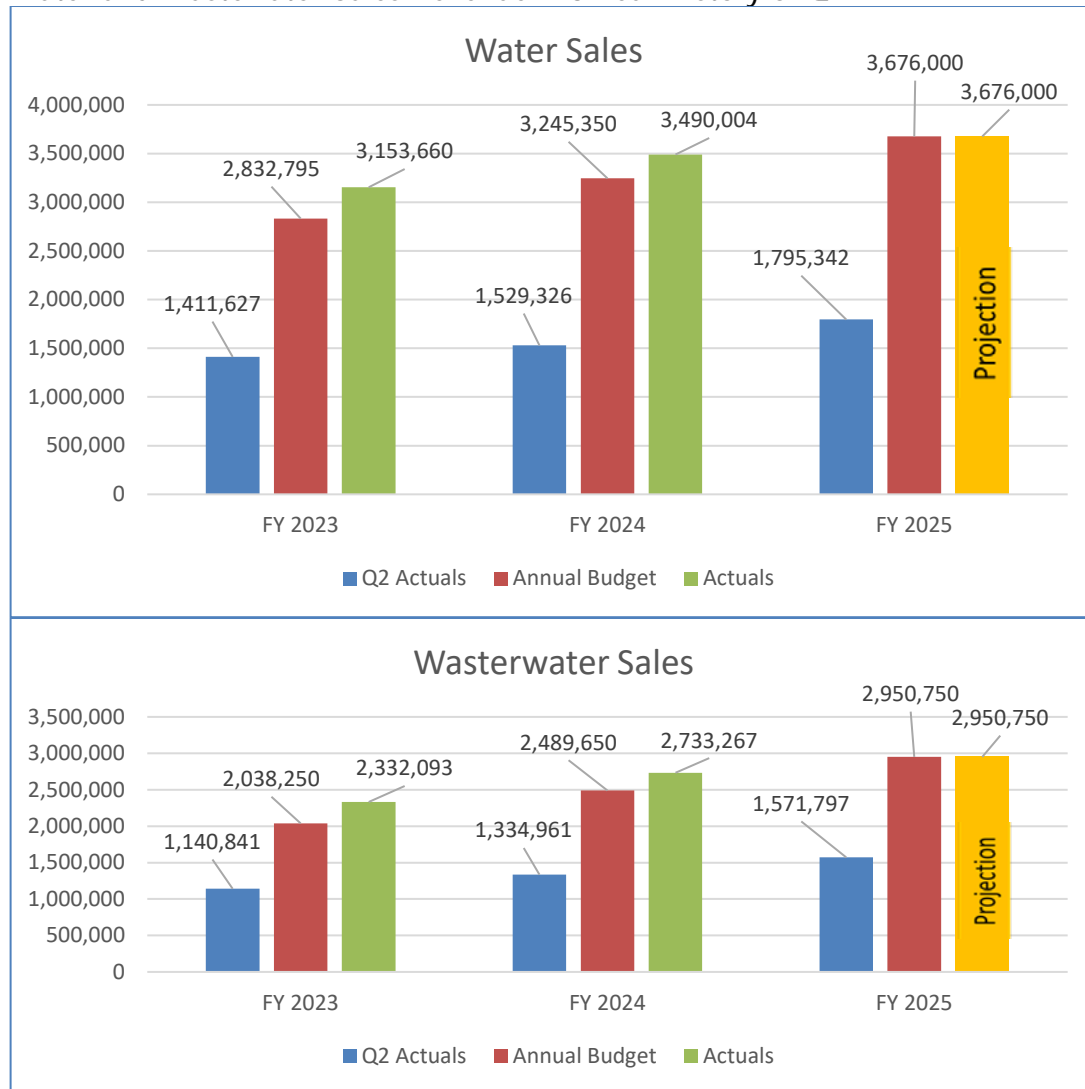 Water Sales
3,676,000
4,000,000
3,676,000
3,245,350
3,490,004
3,500,000
2,832,795
3,153,660
3,000,000
2,500,000
1,795,342
2,000,000
1,411,627
1,529,326
1,500,000
Projection
1,000,000
500,000
0
FY 2023
FY 2024
FY 2025
Q2 Actuals Annual Budget Actuals
Wasterwater Sales
2,950,750
3,500,000
2,950,750
3,000,000
2,489,650
2,733,267
2,038,250
2,332,093
2,500,000
2,000,000
1,571,797
1,140,841
1,334,961
1,500,000
Projection
1,000,000
500,000
0
FY 2023
FY 2024
FY 2025
Q2 Actuals Annual Budget Actuals